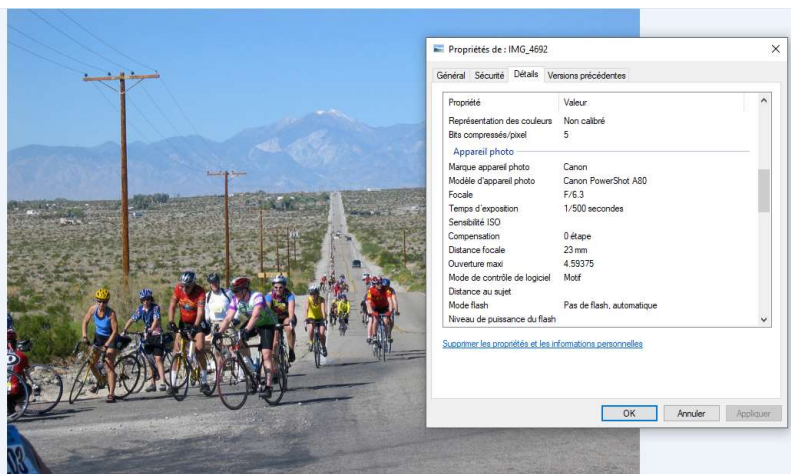 Propriétés de : IMG_4692
Général Sécurité Détails Versions précédentes
Propriété Valeur
Représentation des couleurs Non calibré
Bits compressés/pixel 5
Appareil photo
Marque appareil photo Canon
Modèle d'appareil photo Canon PowerShot A80
Focale F/6.3
Temps d'exposition 1/500 secondes
Sensibilité ISO
Compensation 0 étape
Distance focale 23 mm
Ouverture maxi 4.59375
Mode de contrôle de logiciel Motif
Distance au sujet
Mode flash Pas de flash, automatique
Niveau de puissance du flash
Supprimer les propriétés et les informations personnelles
OK Annuler Appliquer
03